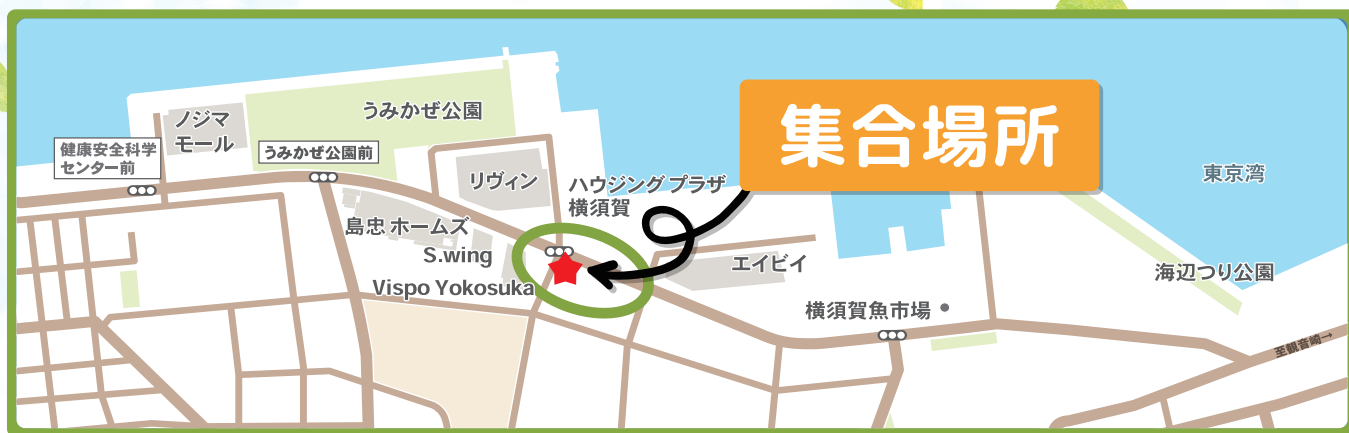 うみかぜ公園
ノジマ
モール
健康安全科学
センター前
うみかぜ公園前
集合場所
東京湾
リヴィン
ハウジングプラザ
横須賀
島忠 ホームズ
S.wing
Vispo Yokosuka
エイビイ
海辺つり公園
横須賀魚市場
至観音崎→